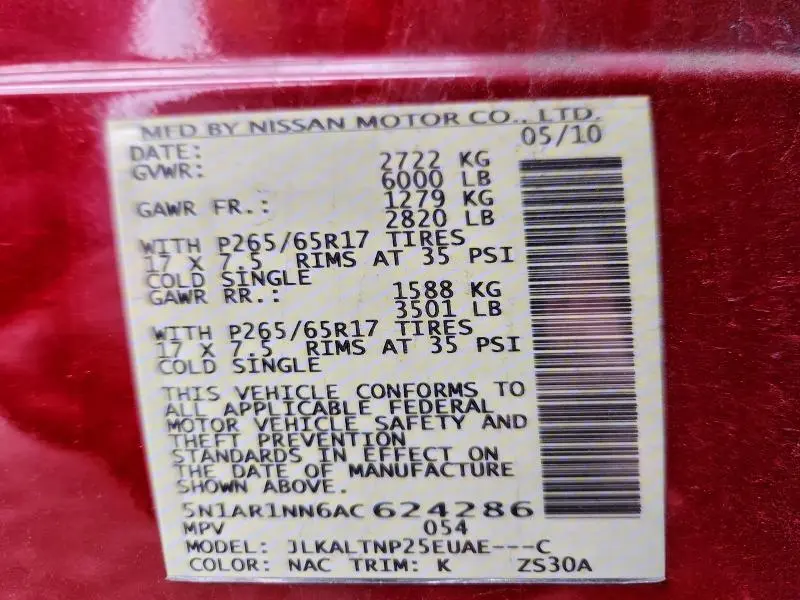 MFD BY NISSAN MOTOR CO., LTD.
DATE: 05/10
GVWR: 2722 KG
6000 LB
GAWR FR.: 1279 KG
2820 LB
WITH P265/65R17 TIRES
17 X 7.5 RIMS AT 35 PSI
COLD SINGLE
GAWR RR.: 1588 KG
3501 LB
WITH P265/65R17 TIRES
17 X 7.5 RIMS AT 35 PSI
COLD SINGLE
THIS VEHICLE CONFORMS TO
ALL APPLICABLE FEDERAL
MOTOR VEHICLE SAFETY AND
THEFT PREVENTION
STANDARDS IN EFFECT ON
THE DATE OF MANUFACTURE
SHOWN ABOVE.
5N1AR1NN6AC624286
MPV 054
MODEL: JLKALTNP25EUAE---C
COLOR: NAC TRIM: K ZS30A